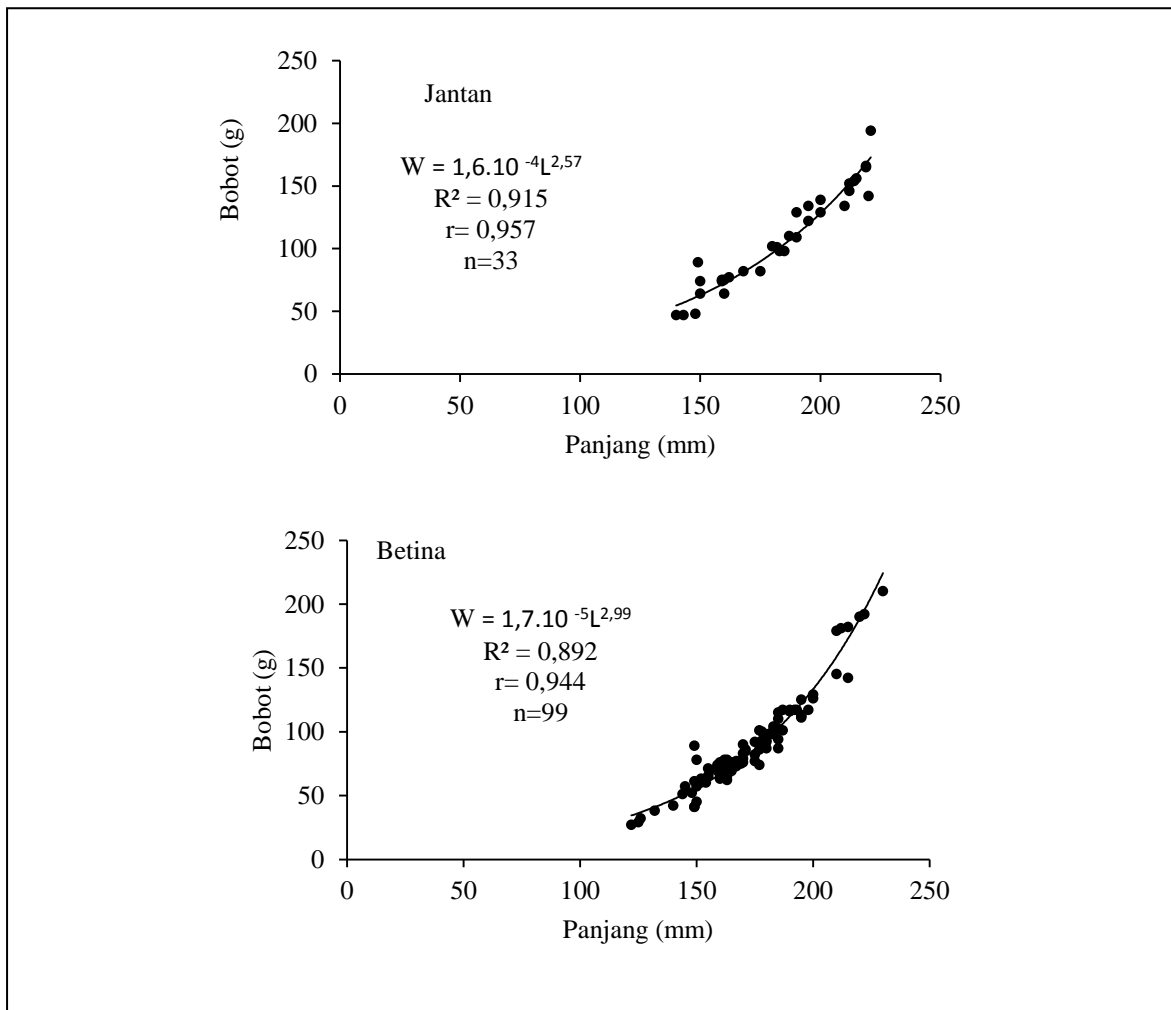 Jantan
W = 1,6.10 -4L2,57
R² = 0,915
r= 0,957
n=33
Bobot (g)
250
200
150
100
50
0
0 50 100 150 200 250
Panjang (mm)
Betina
W = 1,7.10 -5L2,99
R² = 0,892
r= 0,944
n=99
Bobot (g)
250
200
150
100
50
0
0 50 100 150 200 250
Panjang (mm)